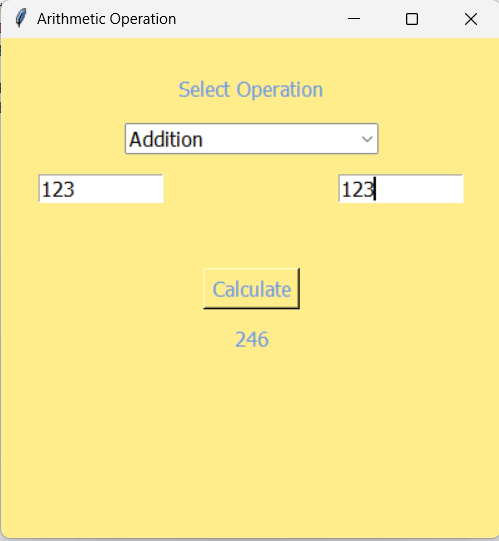 Arithmetic Operation
Select Operation
Addition
123 123
Calculate
246